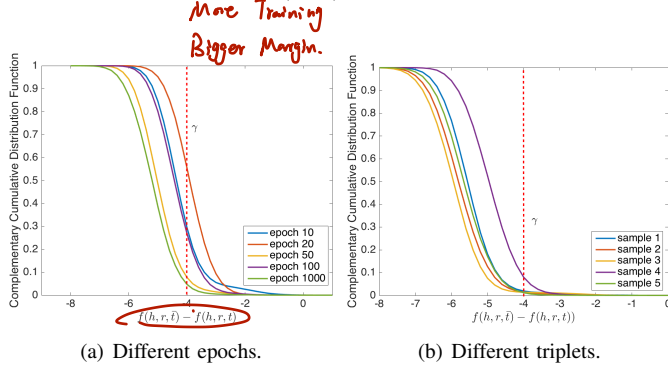 More Training
Bigger Margin.
Complementary Cumulative Distribution Function
1
0.9
0.8
0.7
0.6
0.5
0.4
0.3
0.2
0.1
0
-8
-6
-4
-2
0
γ
epoch 10
epoch 20
epoch 50
epoch 100
epoch 1000
f(h, r, t̄) − f(h, r, t)
(a) Different epochs.
Complementary Cumulative Distribution Function
1
0.9
0.8
0.7
0.6
0.5
0.4
0.3
0.2
0.1
0
-8
-7
-6
-5
-4
-3
-2
-1
0
γ
sample 1
sample 2
sample 3
sample 4
sample 5
f(h, r, t̄) − f(h, r, t))
(b) Different triplets.